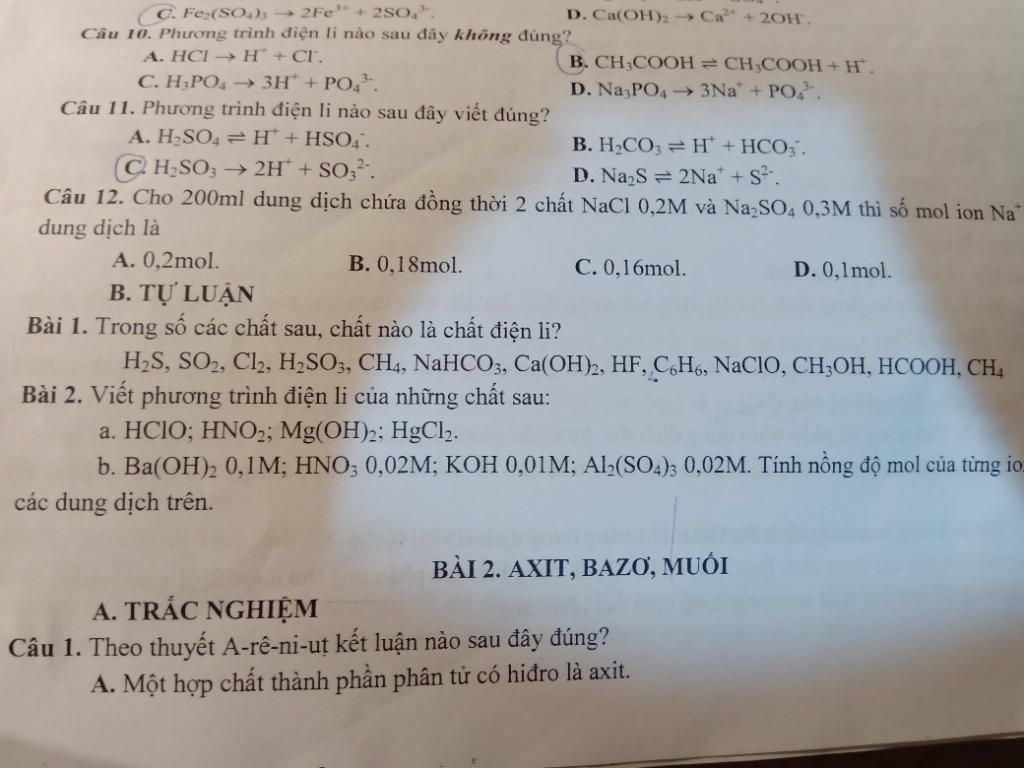 C. Fe₂(SO₄)₃ → 2Fe³⁺ + 2SO₄³⁻. D. Ca(OH)₂ → Ca²⁺ + 2OH⁻.
Câu 10. Phương trình điện li nào sau đây không đúng?
A. HCl → H⁺ + Cl⁻. B. CH₃COOH ⇌ CH₃COOH + H⁺.
C. H₃PO₄ → 3H⁺ + PO₄³⁻. D. Na₃PO₄ → 3Na⁺ + PO₄³⁻.
Câu 11. Phương trình điện li nào sau đây viết đúng?
A. H₂SO₄ ⇌ H⁺ + HSO₄⁻. B. H₂CO₃ ⇌ H⁺ + HCO₃⁻.
C. H₂SO₃ → 2H⁺ + SO₃²⁻. D. Na₂S ⇌ 2Na⁺ + S²⁻.
Câu 12. Cho 200ml dung dịch chứa đồng thời 2 chất NaCl 0,2M và Na₂SO₄ 0,3M thì số mol ion Na⁺
dung dịch là
A. 0,2mol. B. 0,18mol. C. 0,16mol. D. 0,1mol.
B. TỰ LUẬN
Bài 1. Trong số các chất sau, chất nào là chất điện li?
H₂S, SO₂, Cl₂, H₂SO₃, CH₄, NaHCO₃, Ca(OH)₂, HF, C₆H₆, NaClO, CH₃OH, HCOOH, CH₄
Bài 2. Viết phương trình điện li của những chất sau:
a. HClO; HNO₂; Mg(OH)₂; HgCl₂.
b. Ba(OH)₂ 0,1M; HNO₃ 0,02M; KOH 0,01M; Al₂(SO₄)₃ 0,02M. Tính nồng độ mol của từng io
các dung dịch trên.
BÀI 2. AXIT, BAZƠ, MUỐI
A. TRẮC NGHIỆM
Câu 1. Theo thuyết A-rê-ni-ut kết luận nào sau đây đúng?
A. Một hợp chất thành phần phân tử có hiđro là axit.